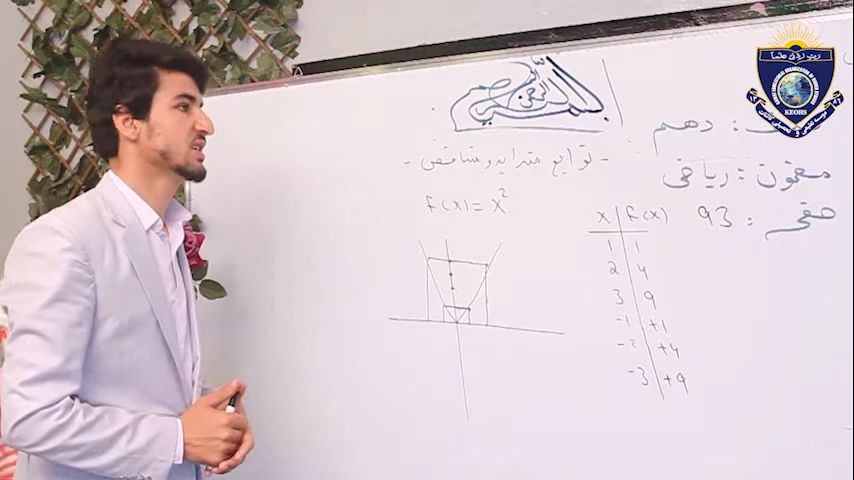 بسم الله الرحمن الرحیم
: دهم
- توابع متزاید و متناقص -
مضمون : ریاضی
صفحه : 93
f(x) = x²
x f(x)
1 1
2 4
3 9
-1 +1
-2 +4
-3 +9
KEOHS